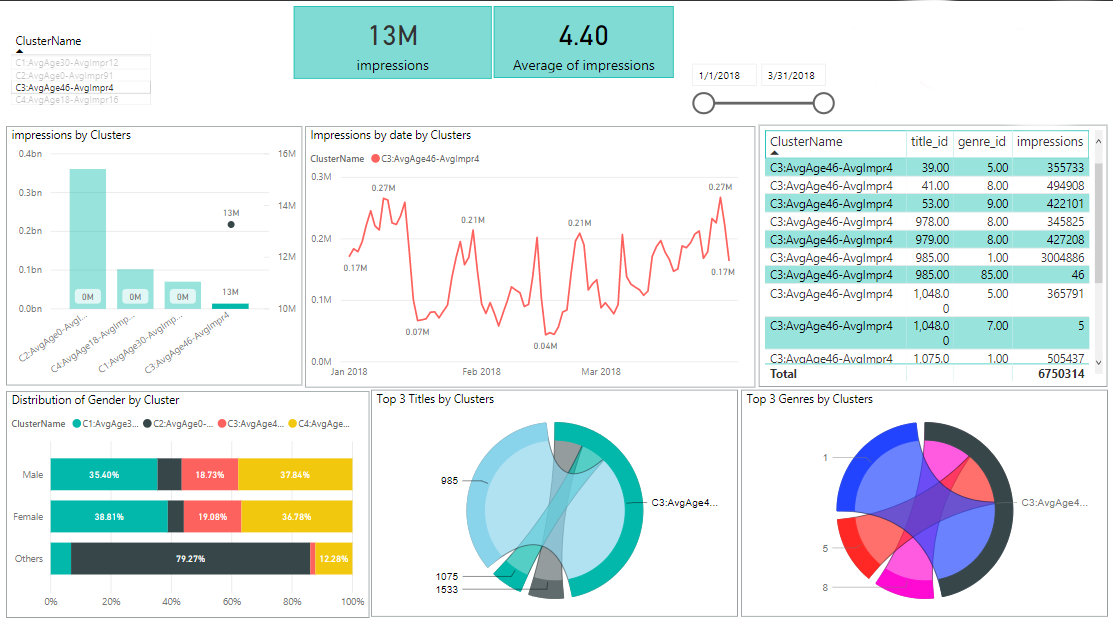 ClusterName
C1:AvgAge30-AvgImpr12
C2:AvgAge0-AvgImpr91
C3:AvgAge46-AvgImpr4
C4:AvgAge18-AvgImpr16
13M
impressions
4.40
Average of impressions
1/1/2018 3/31/2018
impressions by Clusters
0.4bn 16M
0.3bn 14M
0.2bn 12M
0.1bn 10M
0.0bn
13M
13M
0M 0M 0M
C2:AvgAge0-AvgI...
C4:AvgAge18-AvgImp...
C1:AvgAge30-AvgImp...
C3:AvgAge46-AvgImpr4
Impressions by date by Clusters
ClusterName C3:AvgAge46-AvgImpr4
0.3M
0.2M
0.1M
0.0M
0.27M 0.27M
0.21M 0.21M
0.17M 0.17M
0.07M
0.04M
Jan 2018 Feb 2018 Mar 2018
ClusterName title_id genre_id impressions
C3:AvgAge46-AvgImpr4 39.00 5.00 355733
C3:AvgAge46-AvgImpr4 41.00 8.00 494908
C3:AvgAge46-AvgImpr4 53.00 9.00 422101
C3:AvgAge46-AvgImpr4 978.00 8.00 345825
C3:AvgAge46-AvgImpr4 979.00 8.00 427208
C3:AvgAge46-AvgImpr4 985.00 1.00 3004886
C3:AvgAge46-AvgImpr4 985.00 85.00 46
C3:AvgAge46-AvgImpr4 1,048.0 5.00 365791
0
C3:AvgAge46-AvgImpr4 1,048.0 7.00 5
0
C3:AvgAge46-AvgImpr4 1,075.0 1.00 505437
Total 6750314
Distribution of Gender by Cluster
ClusterName C1:AvgAge3... C2:AvgAge0-... C3:AvgAge4... C4:AvgAge...
Male 35.40% 18.73% 37.84%
Female 38.81% 19.08% 36.78%
Others 79.27% 12.28%
0% 20% 40% 60% 80% 100%
Top 3 Titles by Clusters
985
C3:AvgAge4...
1075
1533
Top 3 Genres by Clusters
1
C3:AvgAge4...
5
8